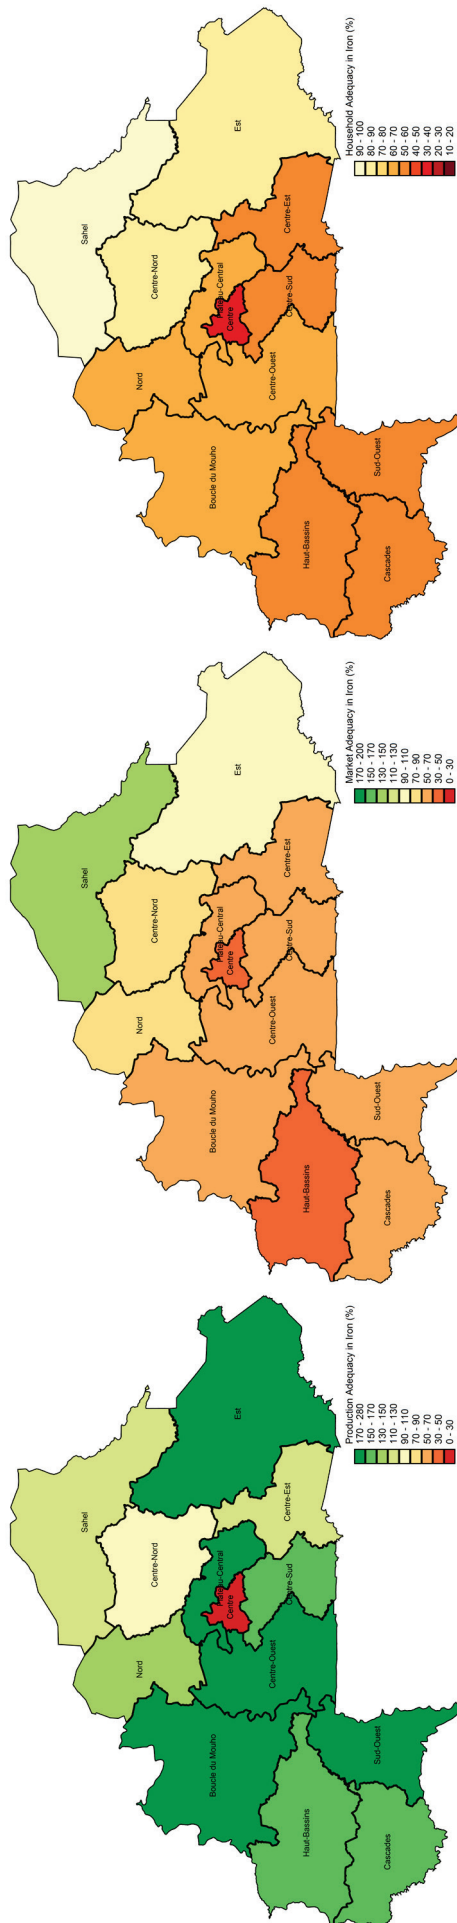 Sahel
Nord
Centre-Nord
Est
Boucle du Mouho
Plateau-Central
Centre
Centre-Ouest
Centre-Est
Centre-Sud
Haut-Bassins
Sud-Ouest
Cascades
Production Adequacy in Iron (%)
170 - 280
150 - 170
130 - 150
110 - 130
90 - 110
70 - 90
50 - 70
30 - 50
0 - 30
Sahel
Nord
Centre-Nord
Est
Boucle du Mouho
Plateau-Central
Centre
Centre-Ouest
Centre-Est
Centre-Sud
Haut-Bassins
Sud-Ouest
Cascades
Market Adequacy in Iron (%)
170 - 200
150 - 170
130 - 150
110 - 130
90 - 110
70 - 90
50 - 70
30 - 50
0 - 30
Sahel
Nord
Centre-Nord
Est
Boucle du Mouho
Plateau-Central
Centre
Centre-Ouest
Centre-Est
Centre-Sud
Haut-Bassins
Sud-Ouest
Cascades
Household Adequacy in Iron (%)
90 - 100
80 - 90
70 - 80
60 - 70
50 - 60
40 - 50
30 - 40
20 - 30
10 - 20